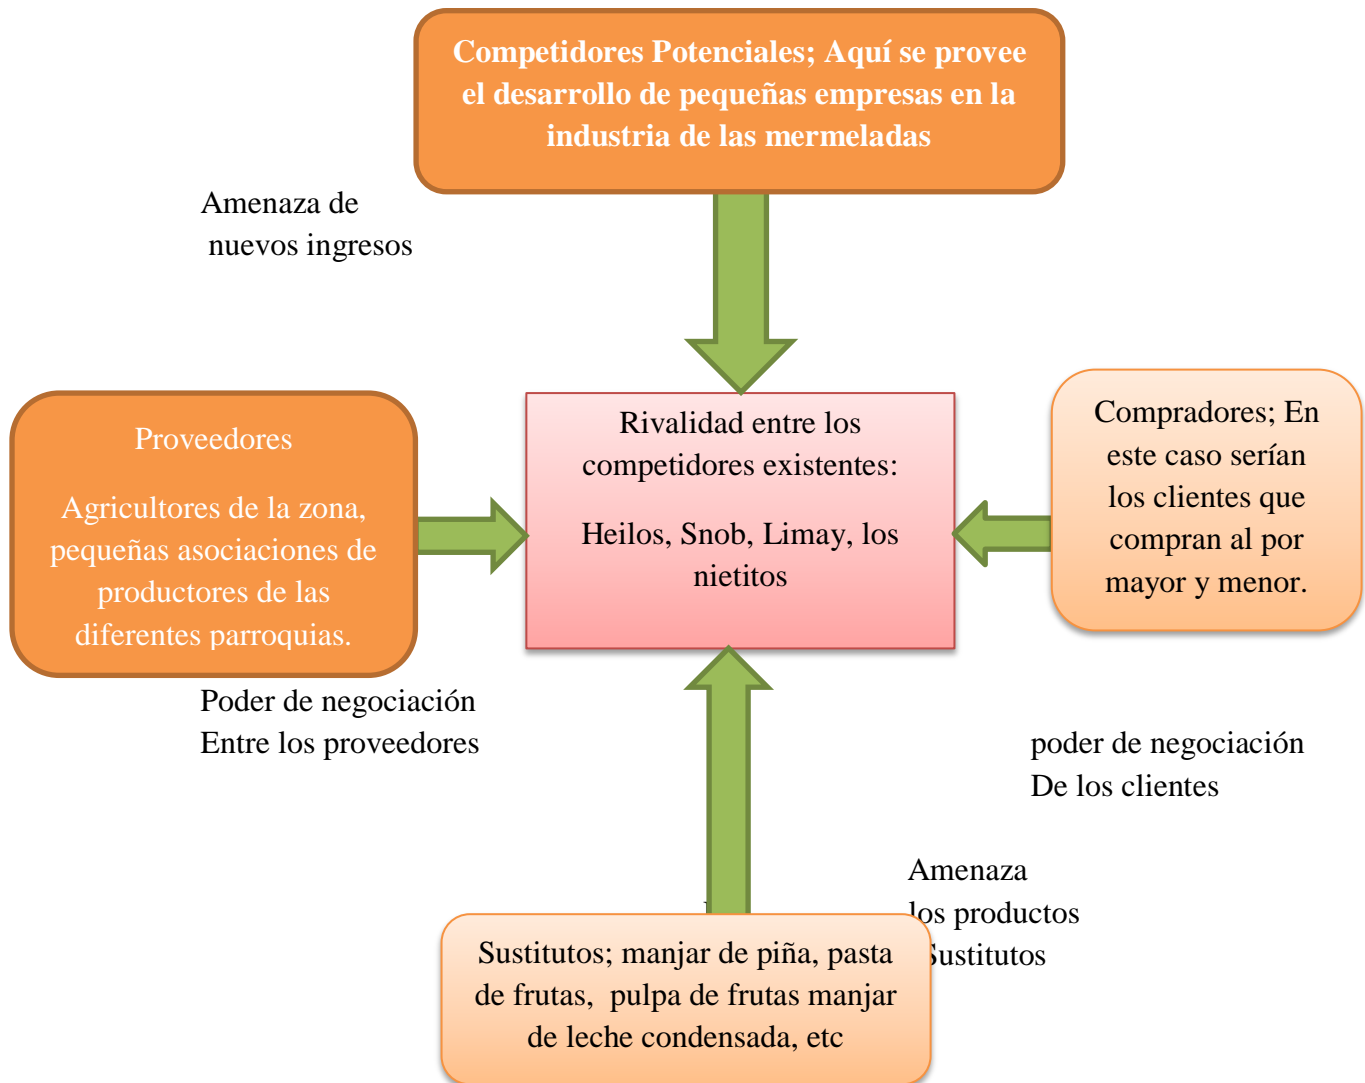 Competidores Potenciales; Aquí se provee
el desarrollo de pequeñas empresas en la
industria de las mermeladas
Amenaza de
nuevos ingresos
Proveedores
Agricultores de la zona,
pequeñas asociaciones de
productores de las
diferentes parroquias.
Rivalidad entre los
competidores existentes:
Heilos, Snob, Limay, los
nietitos
Compradores; En
este caso serían
los clientes que
compran al por
mayor y menor.
Poder de negociación
Entre los proveedores
poder de negociación
De los clientes
Amenaza
los productos
Sustitutos
Sustitutos; manjar de piña, pasta
de frutas, pulpa de frutas manjar
de leche condensada, etc